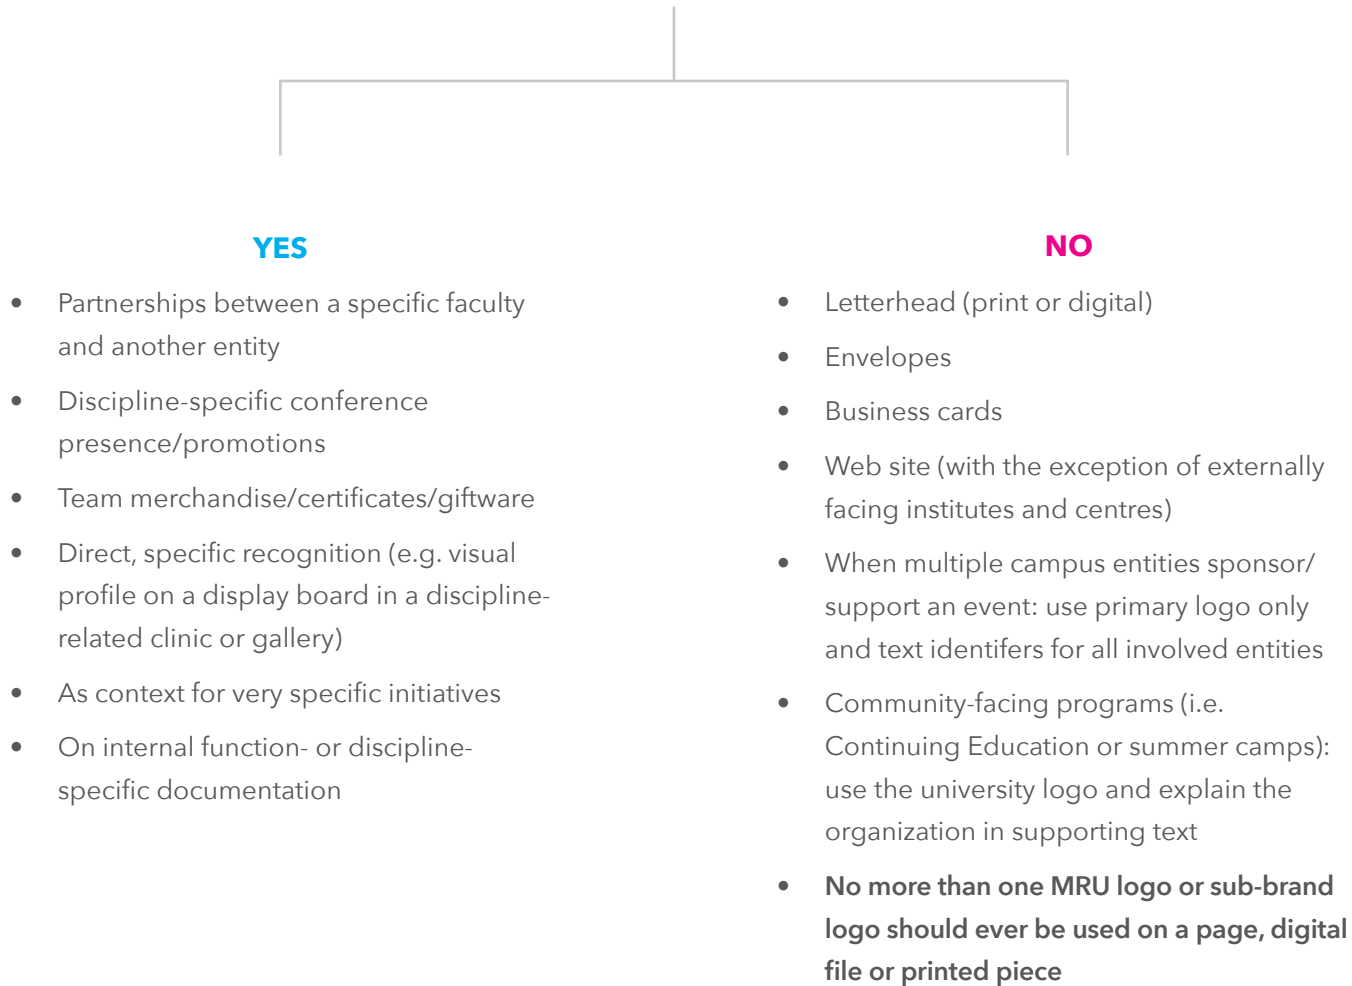 YES
• Partnerships between a specific faculty
and another entity
• Discipline-specific conference
presence/promotions
• Team merchandise/certificates/giftware
• Direct, specific recognition (e.g. visual
profile on a display board in a discipline-
related clinic or gallery)
• As context for very specific initiatives
• On internal function- or discipline-
specific documentation
NO
• Letterhead (print or digital)
• Envelopes
• Business cards
• Web site (with the exception of externally
facing institutes and centres)
• When multiple campus entities sponsor/
support an event: use primary logo only
and text identifers for all involved entities
• Community-facing programs (i.e.
Continuing Education or summer camps):
use the university logo and explain the
organization in supporting text
• No more than one MRU logo or sub-brand
logo should ever be used on a page, digital
file or printed piece